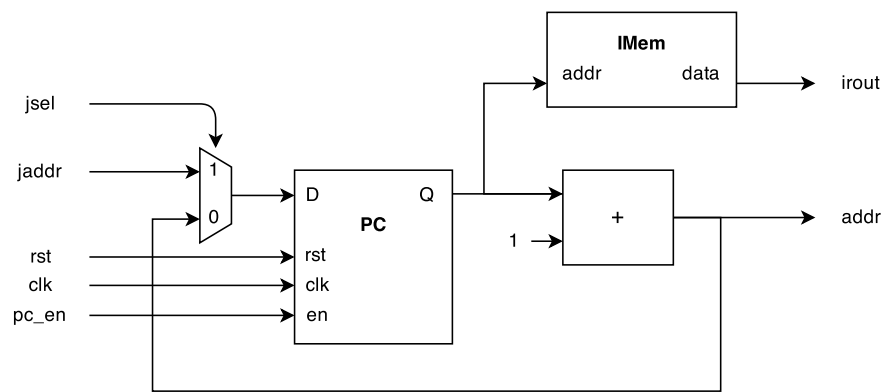 IMem
addr data
irout
jsel
jaddr
1
0
D Q
PC
rst
rst
clk
clk
pc_en
en
1
+
addr